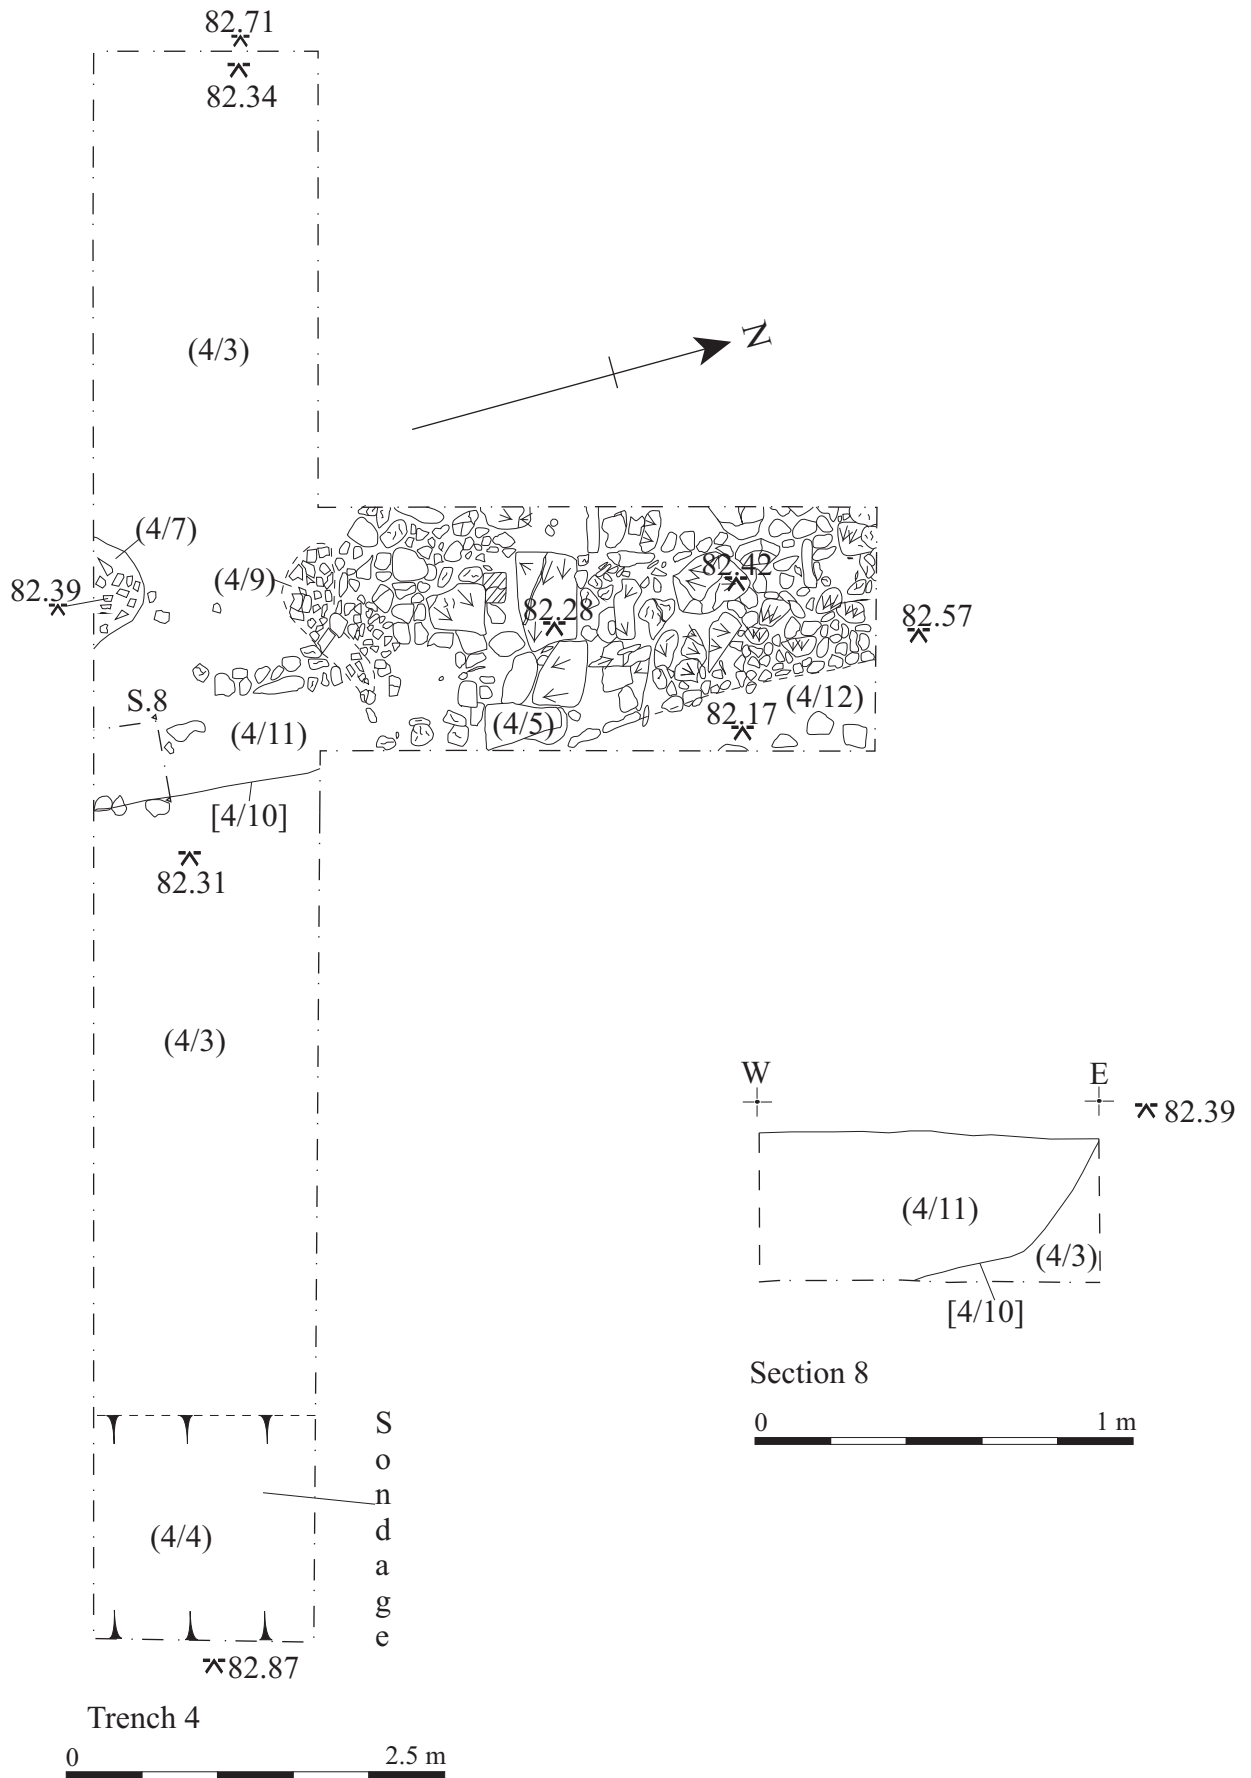 82.71
82.34
(4/3)
N
(4/7)
(4/9)
82.39
82.42
82.28
82.57
S.8
(4/11)
(4/5)
82.17
(4/12)
[4/10]
82.31
(4/3)
W
E
82.39
(4/11)
(4/3)
[4/10]
Section 8
0
1 m
Sondage
(4/4)
82.87
Trench 4
0
2.5 m